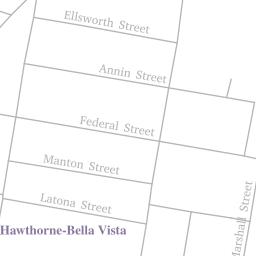 Ellsworth Street
Annin Street
Federal Street
Manton Street
Latona Street
Hawthorne-Bella Vista
Marshall Street